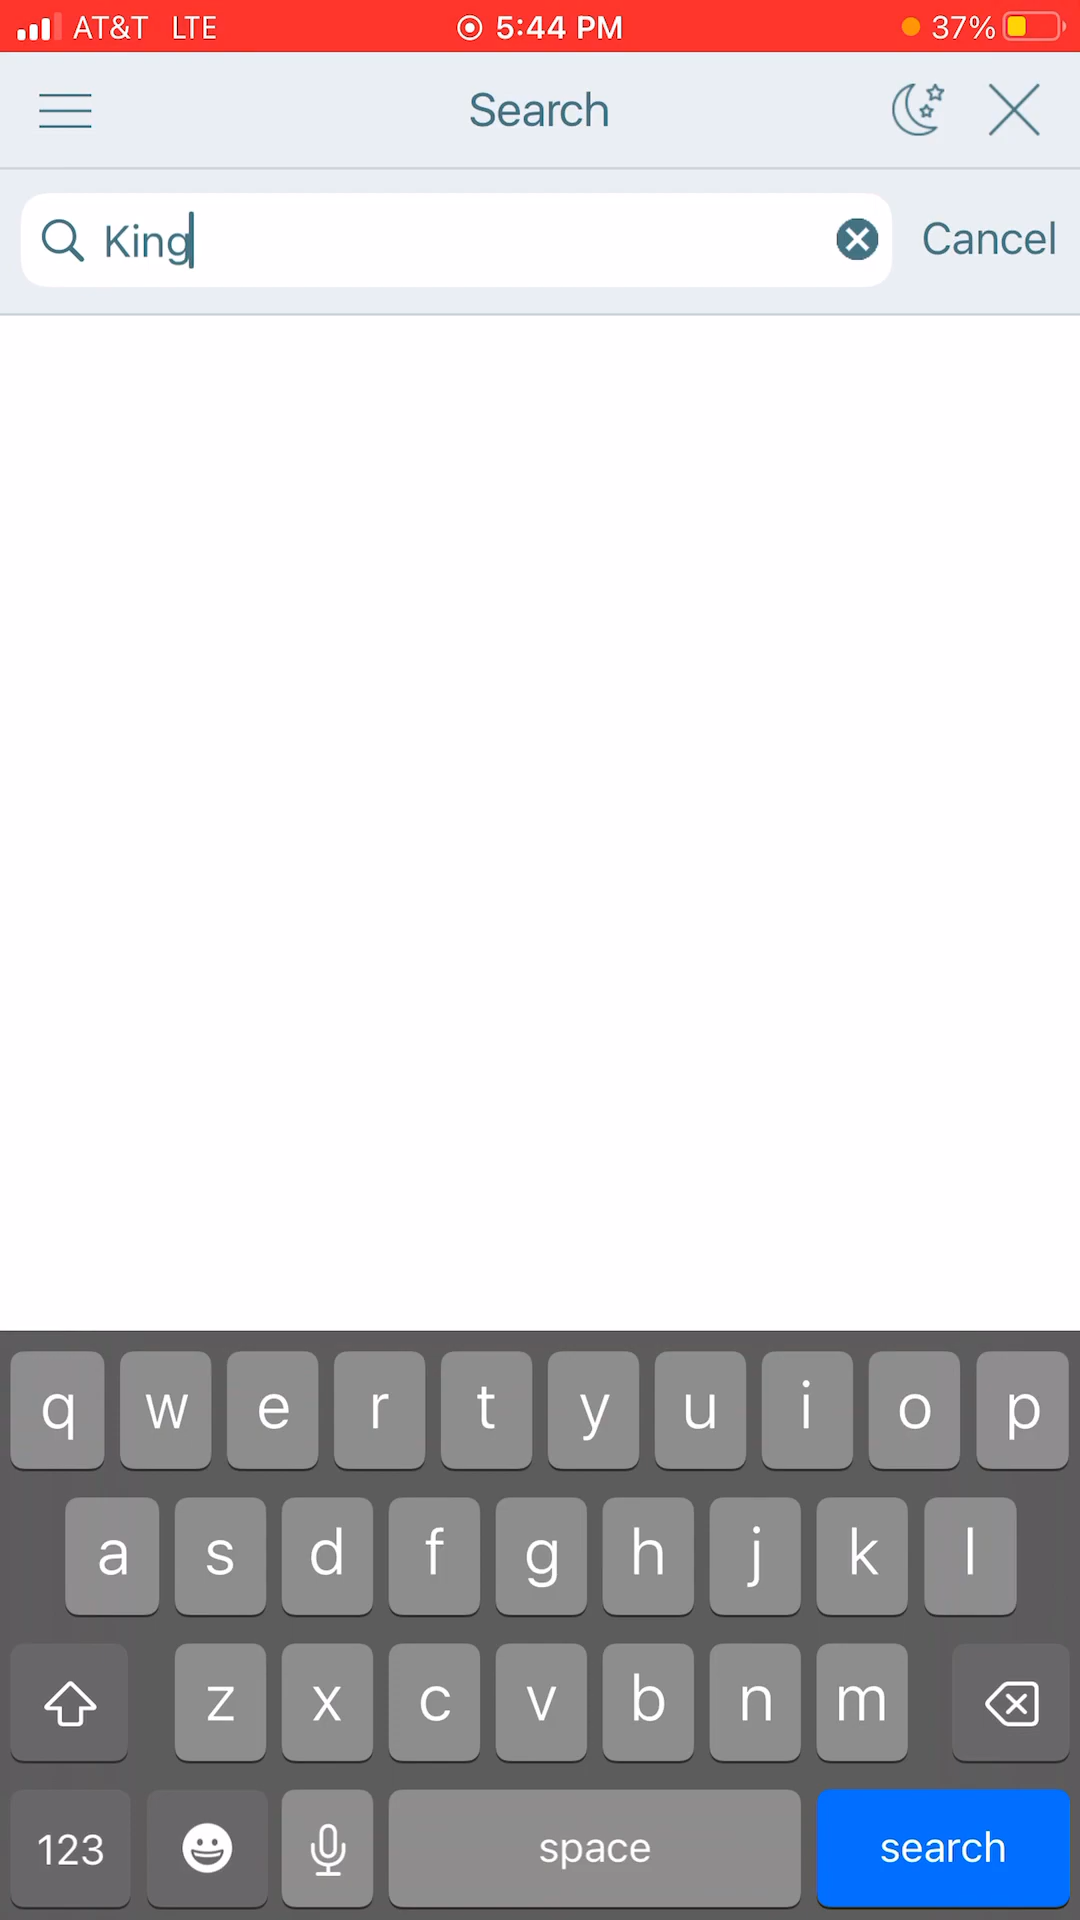 AT&T LTE 5:44 PM 37%
Search
King Cancel
q w e r t y u i o p
a s d f g h j k l
z x c v b n m
123 space search